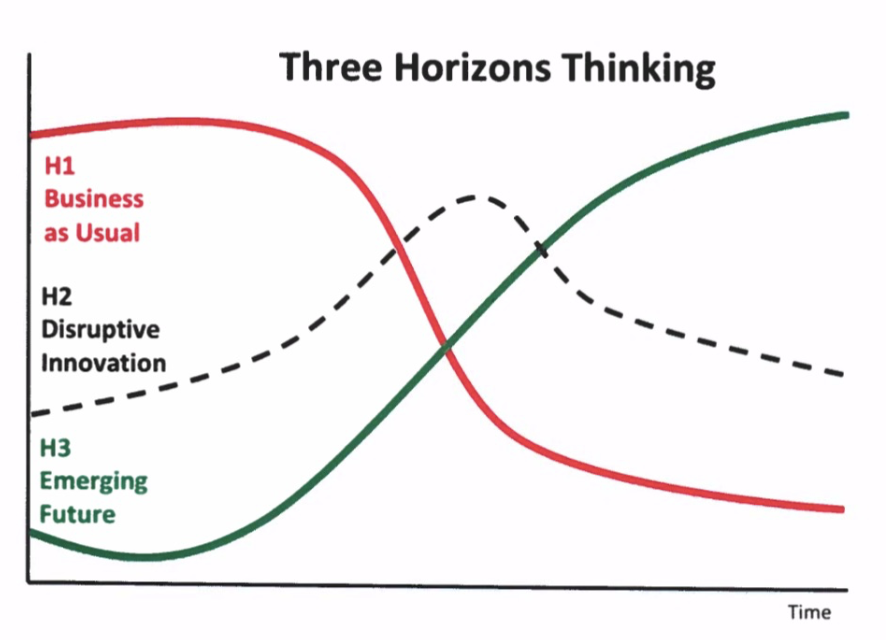 Three Horizons Thinking
H1
Business
as Usual
H2
Disruptive
Innovation
H3
Emerging
Future
Time